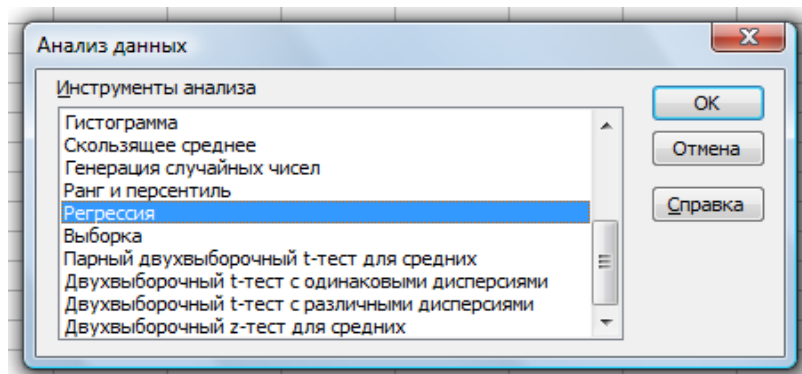 Анализ данных
Инструменты анализа
Гистограмма
Скользящее среднее
Генерация случайных чисел
Ранг и персентиль
Регрессия
Выборка
Парный двухвыборочный t-тест для средних
Двухвыборочный t-тест с одинаковыми дисперсиями
Двухвыборочный t-тест с различными дисперсиями
Двухвыборочный z-тест для средних
ОК
Отмена
Справка